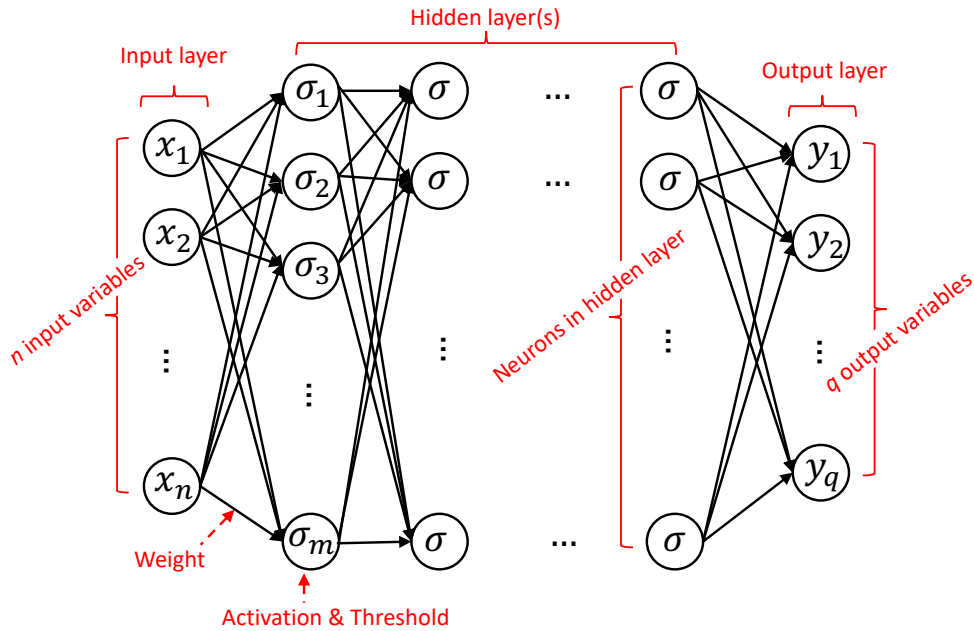 Hidden layer(s)
Input layer
Output layer
σ₁ σ ... σ
x₁ y₁
σ₂ σ ... σ
x₂ y₂
σ₃
n input variables
Neurons in hidden layer
q output variables
⋮ ⋮ ⋮ ⋮ ⋮
xₙ y_q
σₘ σ ... σ
Weight
Activation & Threshold